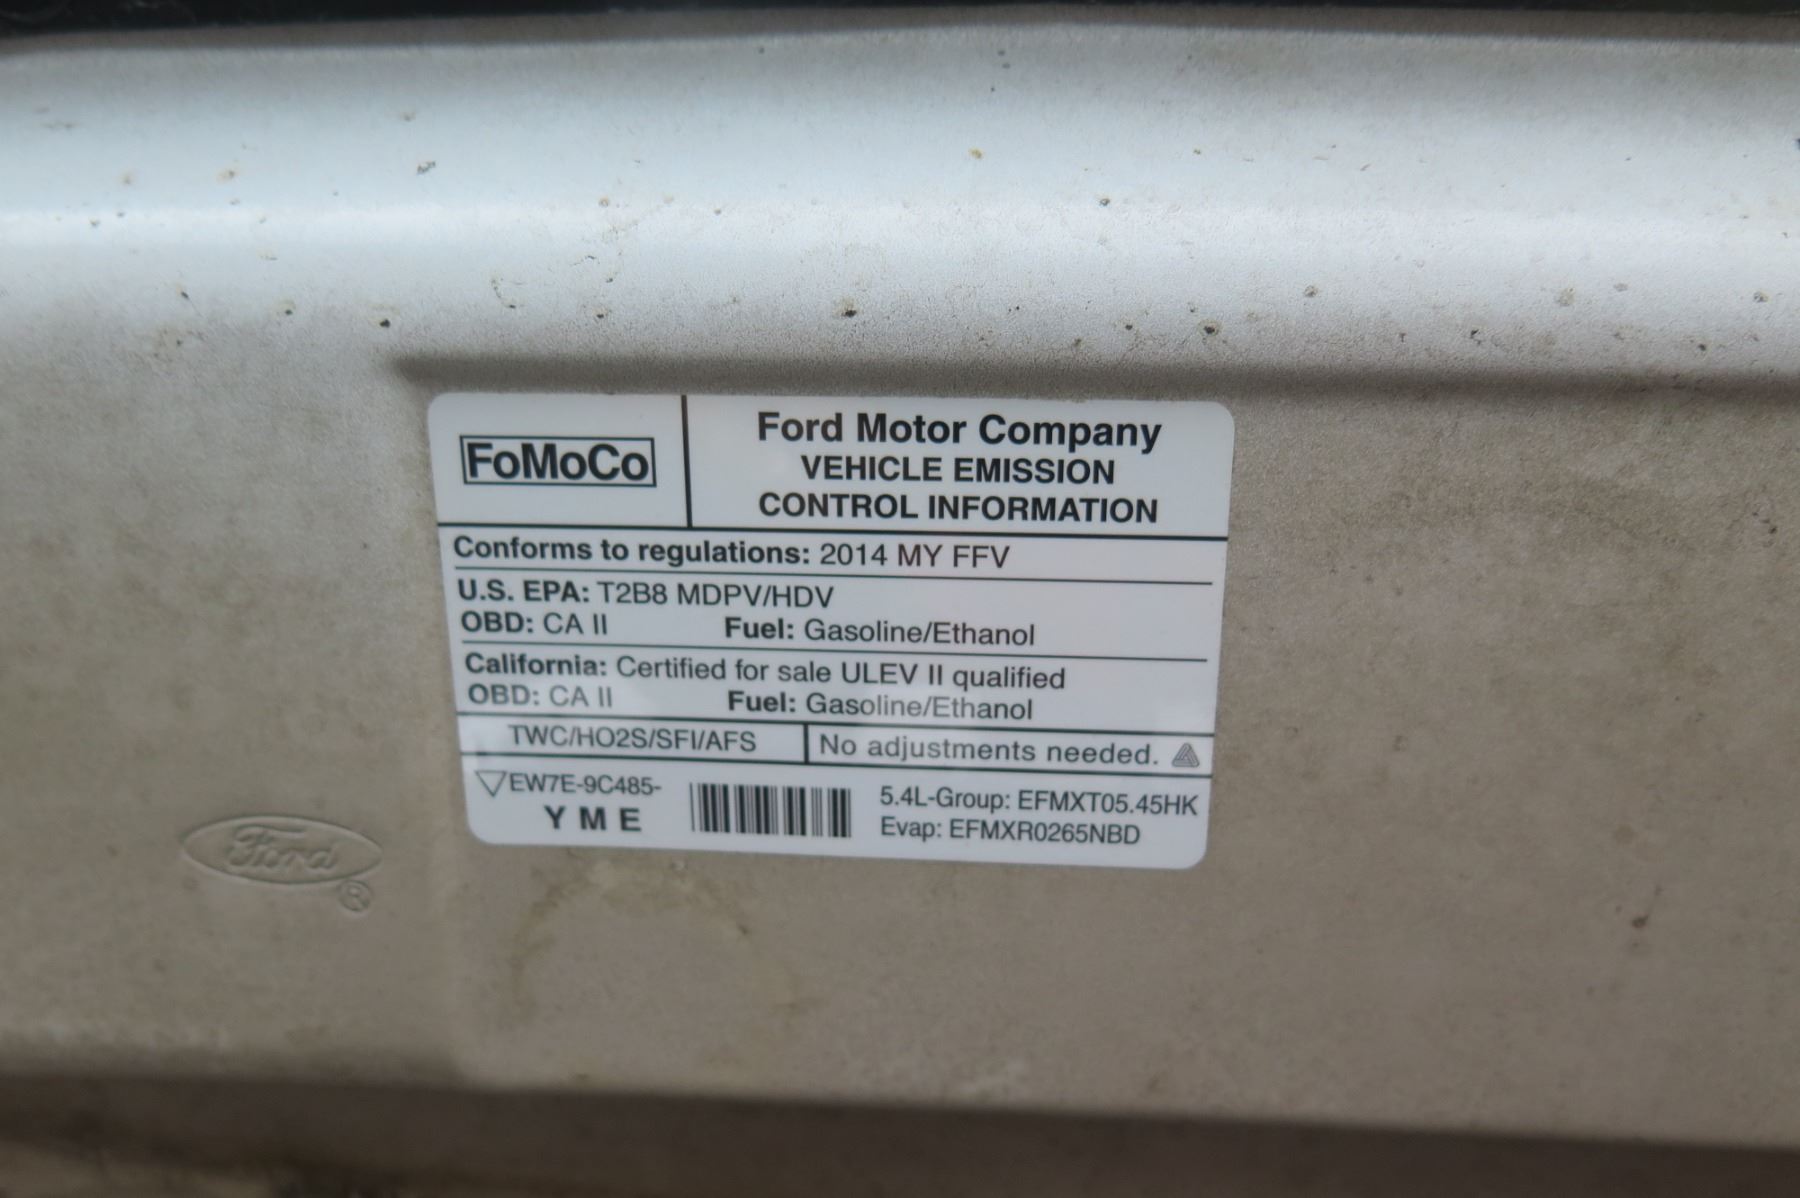 FoMoCo
Ford Motor Company
VEHICLE EMISSION
CONTROL INFORMATION
Conforms to regulations: 2014 MY FFV
U.S. EPA: T2B8 MDPV/HDV
OBD: CA II Fuel: Gasoline/Ethanol
California: Certified for sale ULEV II qualified
OBD: CA II Fuel: Gasoline/Ethanol
TWC/HO2S/SFI/AFS No adjustments needed.
EW7E-9C485-
YME
5.4L-Group: EFMXT05.45HK
Evap: EFMXR0265NBD
Ford
®